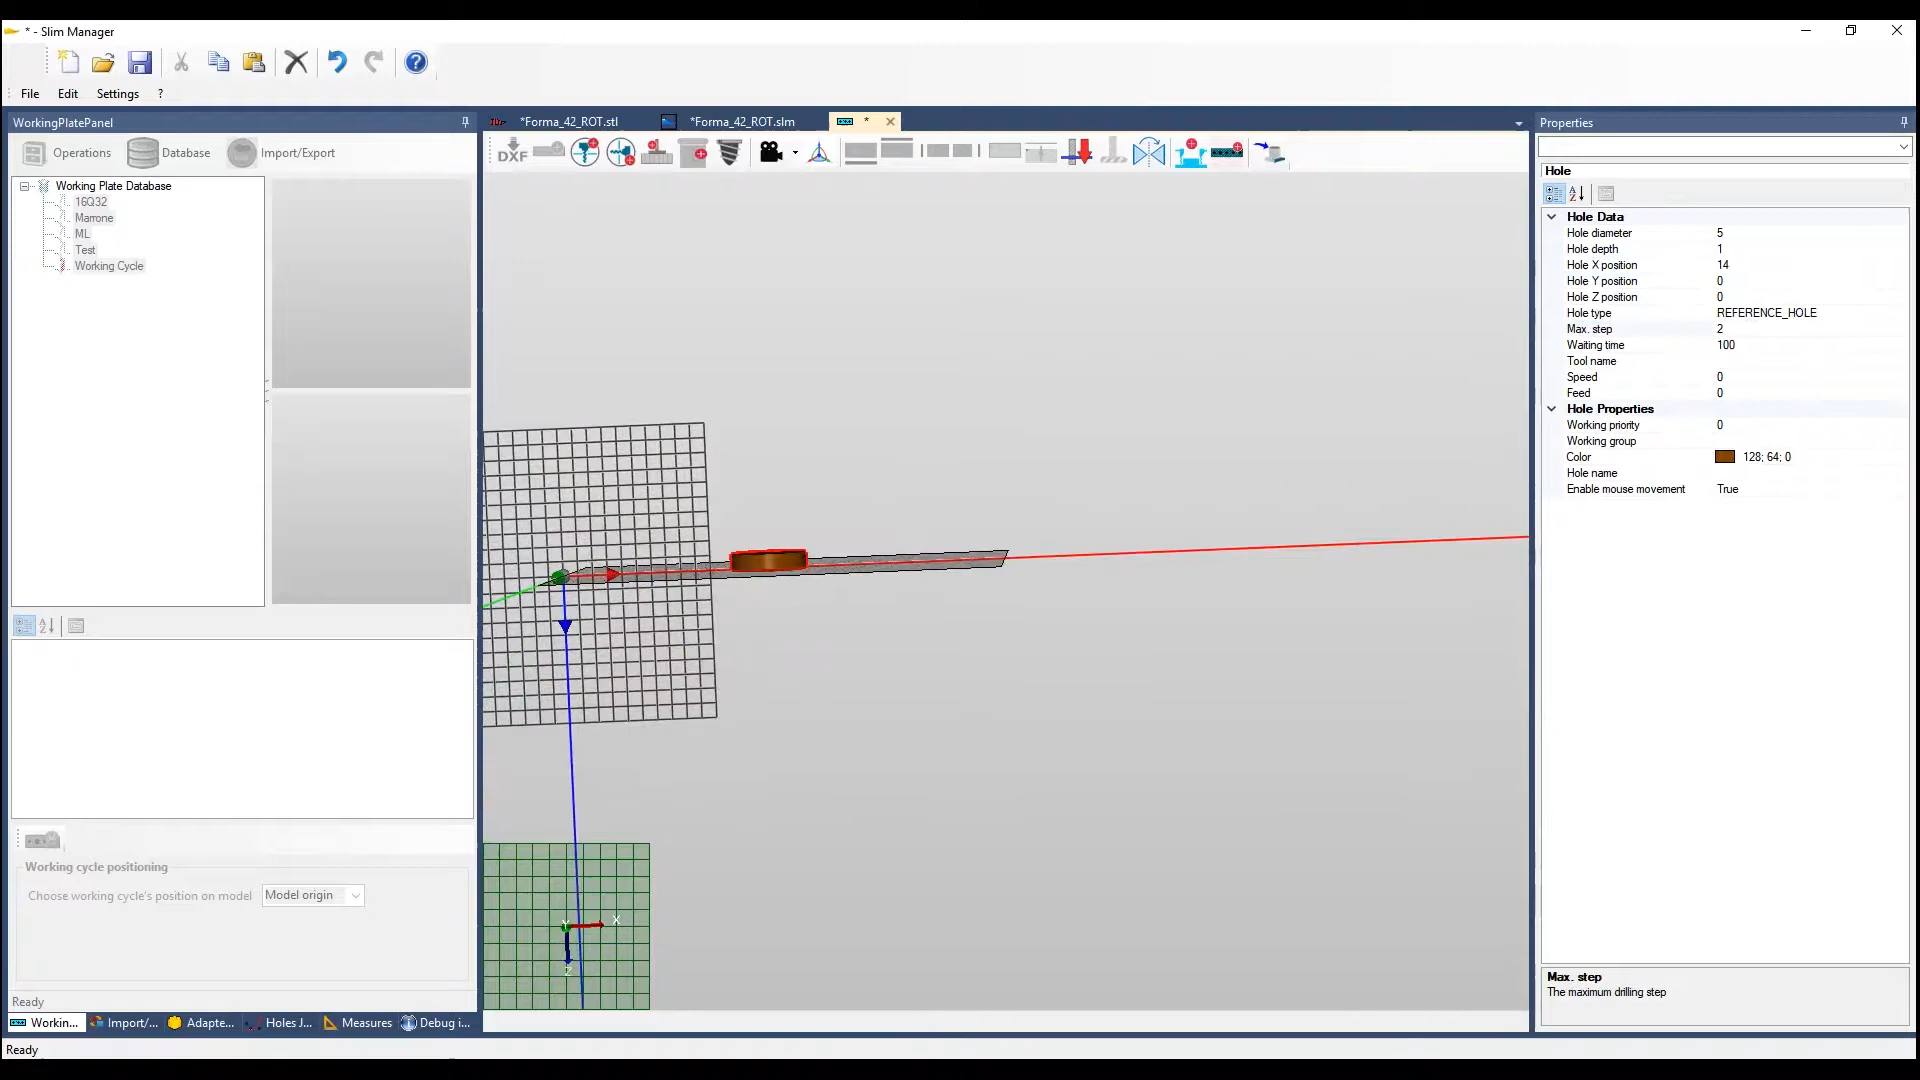 * - Slim Manager
File Edit Settings ?
WorkingPlatePanel
Operations Database Import/Export
Working Plate Database
16Q32
Marrone
ML
Test
Working Cycle
Working cycle positioning
Choose working cycle's position on model Model origin
Ready
Workin... Import/... Adapte... Holes J... Measures Debug i...
Ready
*Forma_42_ROT.stl *Forma_42_ROT.slm *
DXF
Y X
Z
Properties
Hole
Hole Data
Hole diameter 5
Hole depth 1
Hole X position 14
Hole Y position 0
Hole Z position 0
Hole type REFERENCE_HOLE
Max. step 2
Waiting time 100
Tool name
Speed 0
Feed 0
Hole Properties
Working priority 0
Working group
Color 128; 64; 0
Hole name
Enable mouse movement True
Max. step
The maximum drilling step